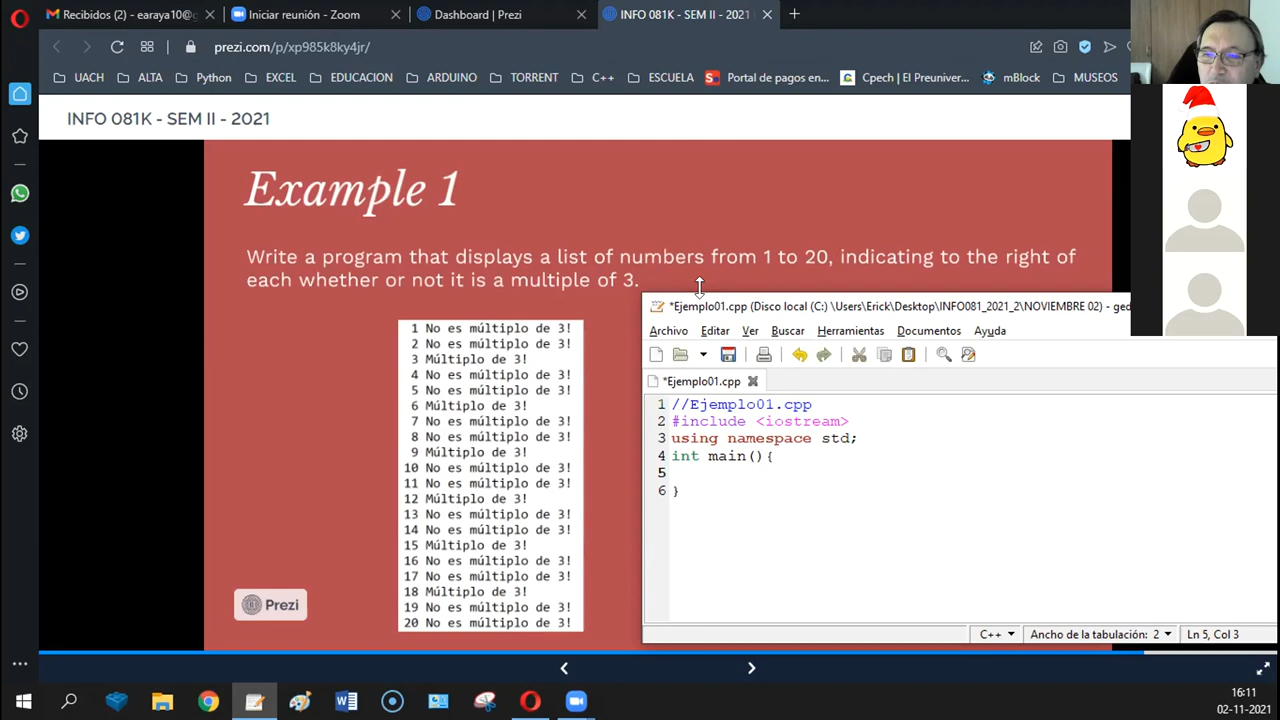 Recibidos (2) - earaya10@g
Iniciar reunión - Zoom
Dashboard | Prezi
INFO 081K - SEM II - 2021
prezi.com/p/xp985k8ky4jr/
UACH
ALTA
Python
EXCEL
EDUCACION
ARDUINO
TORRENT
C++
ESCUELA
Portal de pagos en...
Cpech | El Preuniver...
mBlock
MUSEOS
INFO 081K - SEM II - 2021
Example 1
Write a program that displays a list of numbers from 1 to 20, indicating to the right of
each whether or not it is a multiple of 3.
1 No es múltiplo de 3!
2 No es múltiplo de 3!
3 Múltiplo de 3!
4 No es múltiplo de 3!
5 No es múltiplo de 3!
6 Múltiplo de 3!
7 No es múltiplo de 3!
8 No es múltiplo de 3!
9 Múltiplo de 3!
10 No es múltiplo de 3!
11 No es múltiplo de 3!
12 Múltiplo de 3!
13 No es múltiplo de 3!
14 No es múltiplo de 3!
15 Múltiplo de 3!
16 No es múltiplo de 3!
17 No es múltiplo de 3!
18 Múltiplo de 3!
19 No es múltiplo de 3!
20 No es múltiplo de 3!
Prezi
*Ejemplo01.cpp (Disco local (C:) \Users\Erick\Desktop\INFO081_2021_2\NOVIEMBRE 02) - ged
Archivo Editar Ver Buscar Herramientas Documentos Ayuda
*Ejemplo01.cpp
1 //Ejemplo01.cpp
2 #include <iostream>
3 using namespace std;
4 int main(){
5
6 }
C++ Ancho de la tabulación: 2 Ln 5, Col 3
16:11
02-11-2021